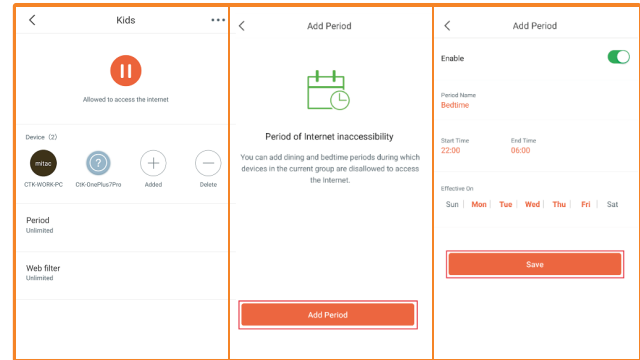 Kids
Allowed to access the internet
Device (2)
mitac
?
CTK-WORK-PC
CtK-OnePlus7Pro
Added
Delete
Period
Unlimited
Web filter
Unlimited
Add Period
Period of Internet inaccessibility
You can add dining and bedtime periods during which
devices in the current group are disallowed to access
the Internet.
Add Period
Add Period
Enable
Period Name
Bedtime
Start Time
End Time
22:00
06:00
Effective On
Sun | Mon | Tue | Wed | Thu | Fri | Sat
Save